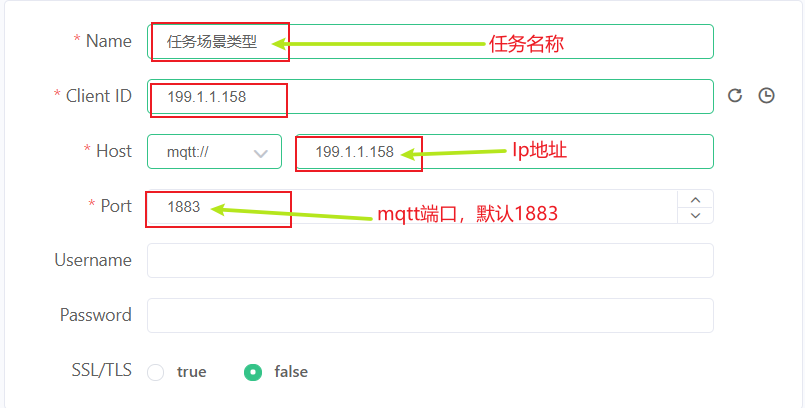 * Name 任务场景类型 任务名称
* Client ID 199.1.1.158
* Host mqtt:// 199.1.1.158 Ip地址
* Port 1883 mqtt端口，默认1883
Username
Password
SSL/TLS true false